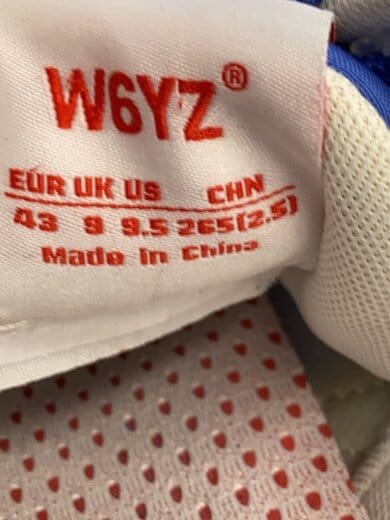 W6YZ®
EUR UK US CHN
43 9 9.5 265(2.5)
Made in China